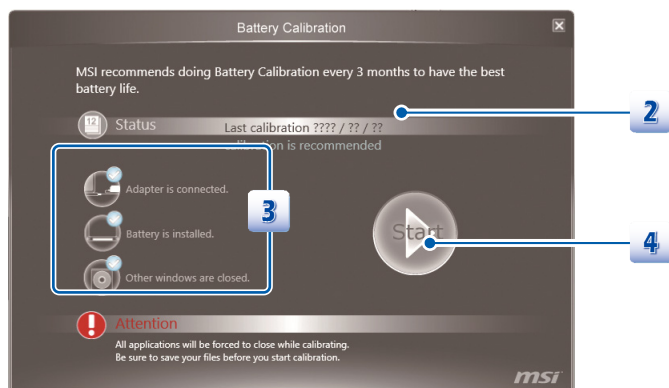 Battery Calibration
MSI recommends doing Battery Calibration every 3 months to have the best
battery life.
12
Status
Last calibration ???? / ?? / ??
calibration is recommended
2
Adapter is connected.
3
Battery is installed.
Start
4
Other windows are closed.
Attention
All applications will be forced to close while calibrating.
Be sure to save your files before you start calibration.
msi